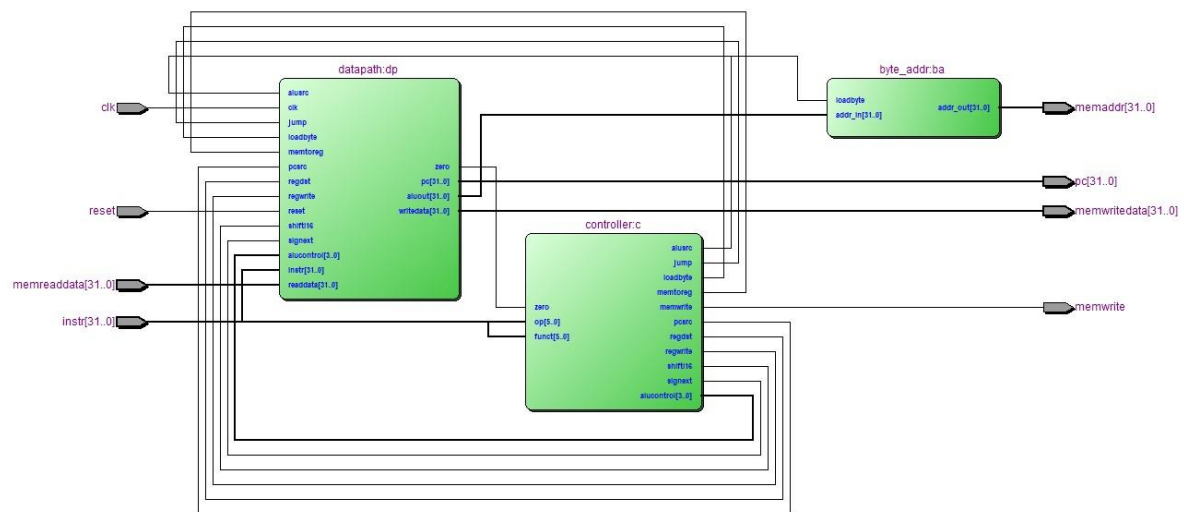 datapath:dp
byte_addr:ba
clk
reset
memreaddata[31..0]
instr[31..0]
alusrc
clk
jump
loadbyte
memtoreg
pcsrc
regdst
regwrite
reset
shiftl16
signext
alucontrol[3..0]
instr[31..0]
readdata[31..0]
zero
pc[31..0]
aluout[31..0]
writedata[31..0]
controller:c
zero
op[5..0]
funct[5..0]
alusrc
jump
loadbyte
memtoreg
memwrite
pcsrc
regdst
regwrite
shiftl16
signext
alucontrol[3..0]
loadbyte
addr_in[31..0]
addr_out[31..0]
memaddr[31..0]
pc[31..0]
memwritedata[31..0]
memwrite